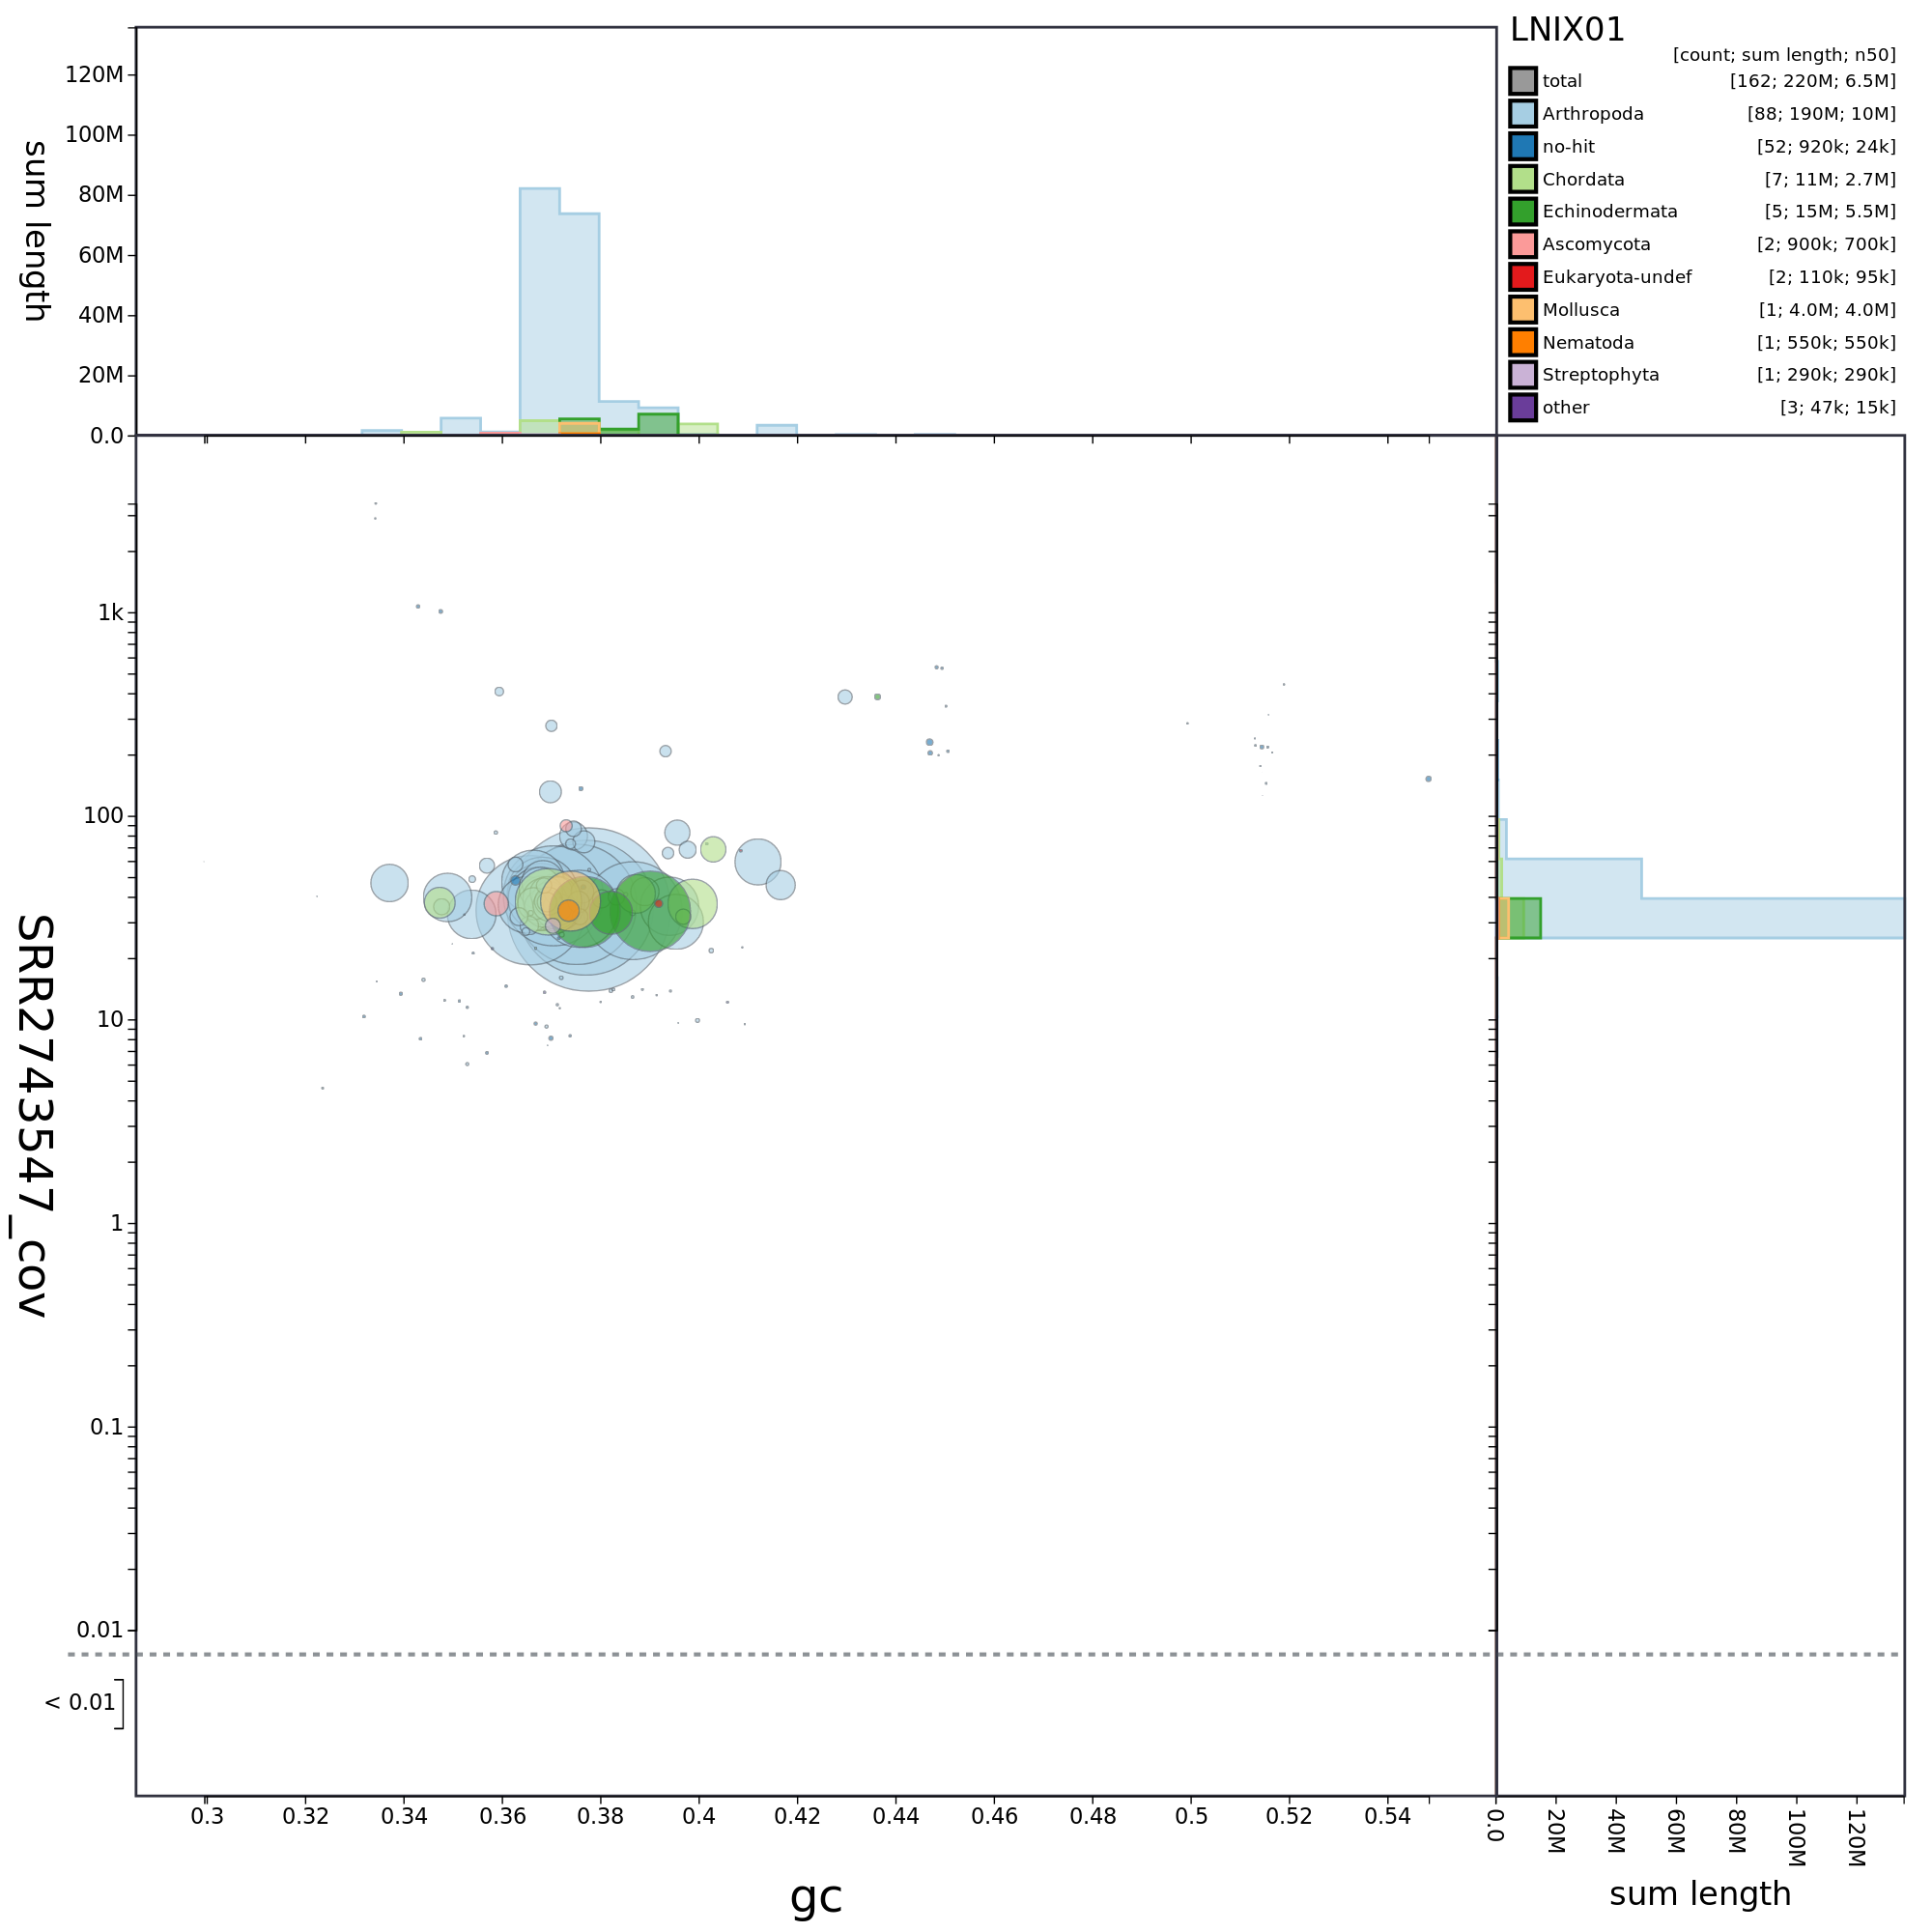 LNIX01
[count; sum length; n50]
total [162; 220M; 6.5M]
Arthropoda [88; 190M; 10M]
no-hit [52; 920k; 24k]
Chordata [7; 11M; 2.7M]
Echinodermata [5; 15M; 5.5M]
Ascomycota [2; 900k; 700k]
Eukaryota-undef [2; 110k; 95k]
Mollusca [1; 4.0M; 4.0M]
Nematoda [1; 550k; 550k]
Streptophyta [1; 290k; 290k]
other [3; 47k; 15k]
sum length
120M
100M
80M
60M
40M
20M
0.0
SRR2743547_cov
1k
100
10
1
0.1
0.01
< 0.01
0.3 0.32 0.34 0.36 0.38 0.4 0.42 0.44 0.46 0.48 0.5 0.52 0.54
gc
0.0 20M 40M 60M 80M 100M 120M
sum length